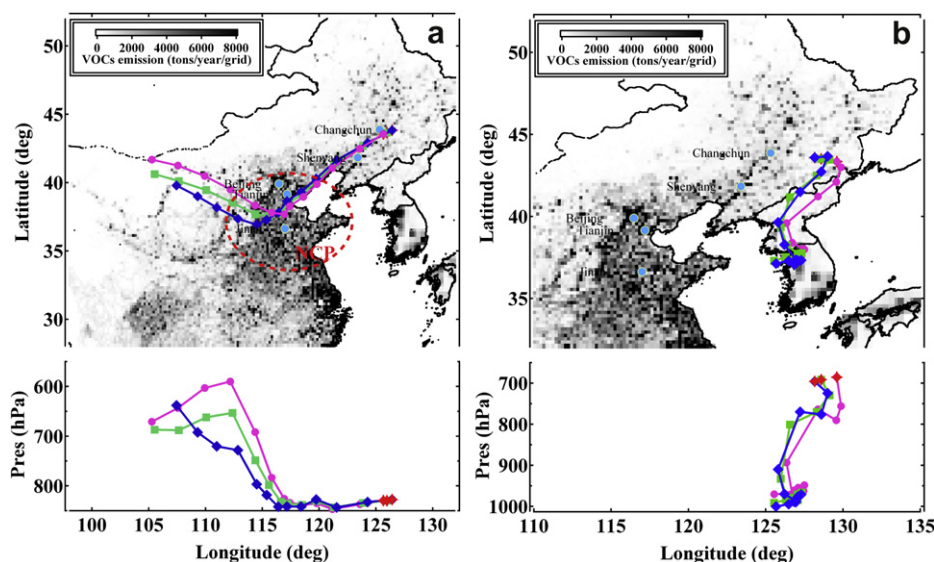 a
0 2000 4000 6000 8000
VOCs emission (tons/year/grid)
50
45
40
35
30
Latitude (deg)
Changchun
Shenyang
Beijing
Tianjin
NCP
600
700
800
Pres (hPa)
100 105 110 115 120 125 130
Longitude (deg)
b
0 2000 4000 6000 8000
VOCs emission (tons/year/grid)
50
45
40
35
Latitude (deg)
Changchun
Shenyang
Beijing
Tianjin
700
800
900
1000
Pres (hPa)
110 115 120 125 130 135
Longitude (deg)